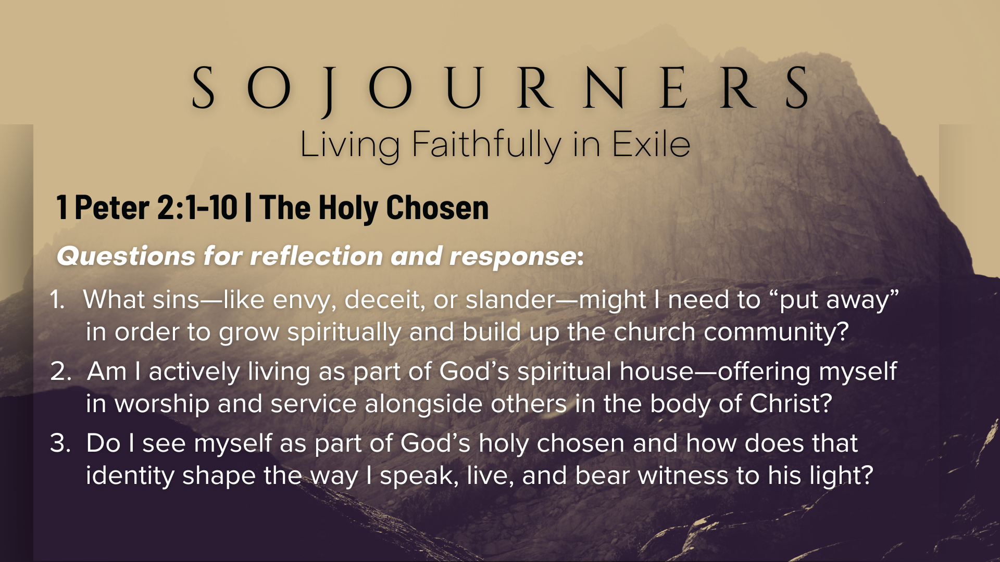 SOJOURNERS
Living Faithfully in Exile
1 Peter 2:1-10 | The Holy Chosen
Questions for reflection and response:
1. What sins—like envy, deceit, or slander—might I need to “put away”
in order to grow spiritually and build up the church community?
2. Am I actively living as part of God’s spiritual house—offering myself
in worship and service alongside others in the body of Christ?
3. Do I see myself as part of God’s holy chosen and how does that
identity shape the way I speak, live, and bear witness to his light?